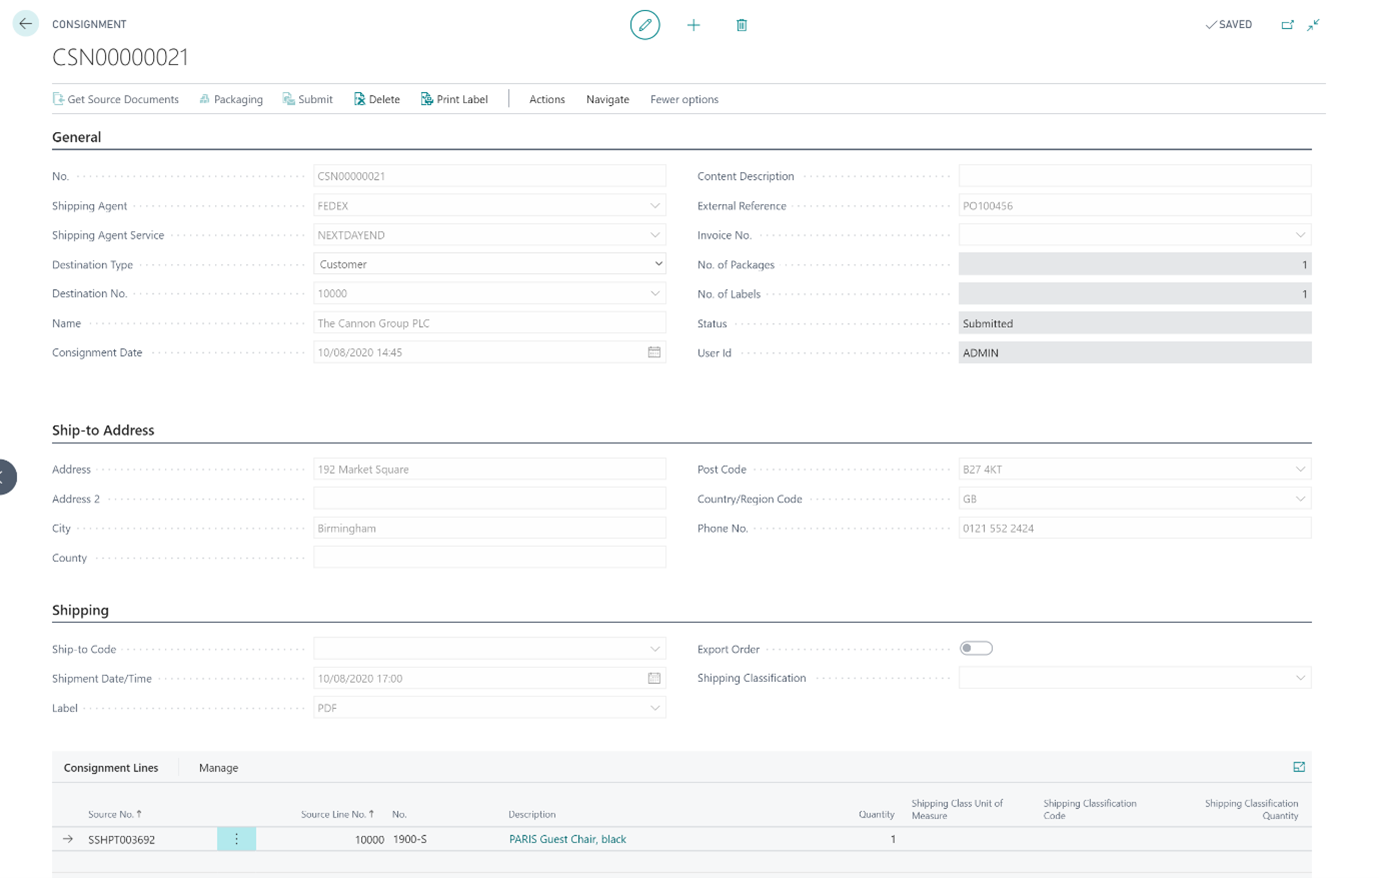 CONSIGNMENT
SAVED
CSN00000021
Get Source Documents Packaging Submit Delete Print Label Actions Navigate Fewer options
General
No. CSN00000021
Shipping Agent FEDEX
Shipping Agent Service NEXTDAYEND
Destination Type Customer
Destination No. 10000
Name The Cannon Group PLC
Consignment Date 10/08/2020 14:45
Content Description
External Reference PO100456
Invoice No.
No. of Packages 1
No. of Labels 1
Status Submitted
User Id ADMIN
Ship-to Address
Address 192 Market Square
Address 2
City Birmingham
County
Post Code B27 4KT
Country/Region Code GB
Phone No. 0121 552 2424
Shipping
Ship-to Code
Shipment Date/Time 10/08/2020 17:00
Label PDF
Export Order
Shipping Classification
Consignment Lines Manage
Source No. Source Line No. No. Description Quantity Shipping Class Unit of Measure Shipping Classification Code Shipping Classification Quantity
SSHPT003692 10000 1900-S PARIS Guest Chair, black 1